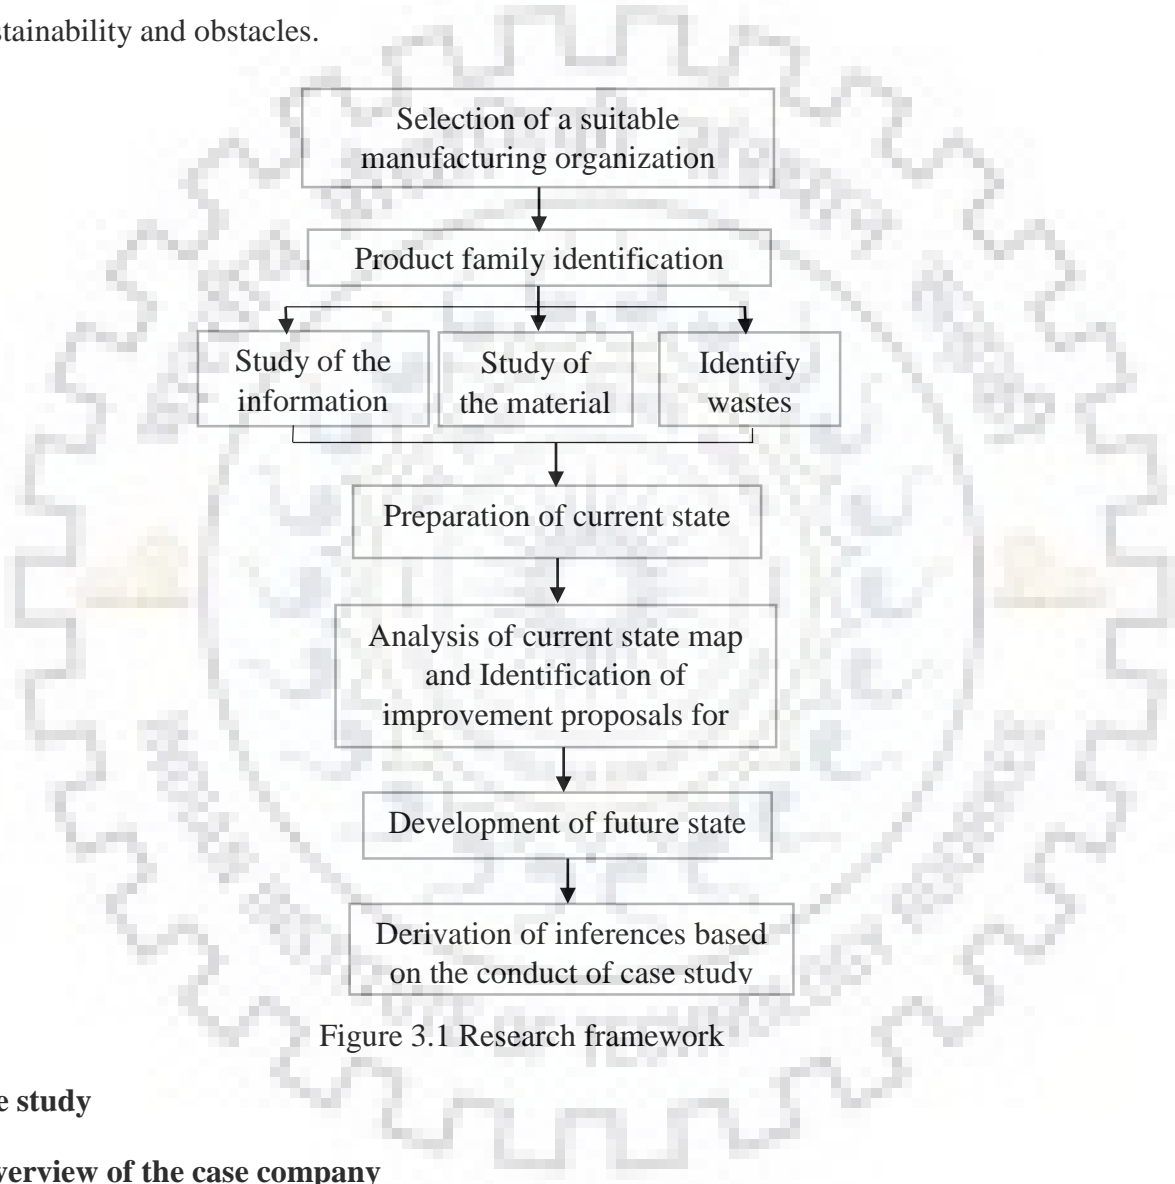 stainability and obstacles.
Selection of a suitable
manufacturing organization
Product family identification
Study of the
information
Study of
the material
Identify
wastes
Preparation of current state
Analysis of current state map
and Identification of
improvement proposals for
Development of future state
Derivation of inferences based
on the conduct of case study
Figure 3.1 Research framework
e study
verview of the case company